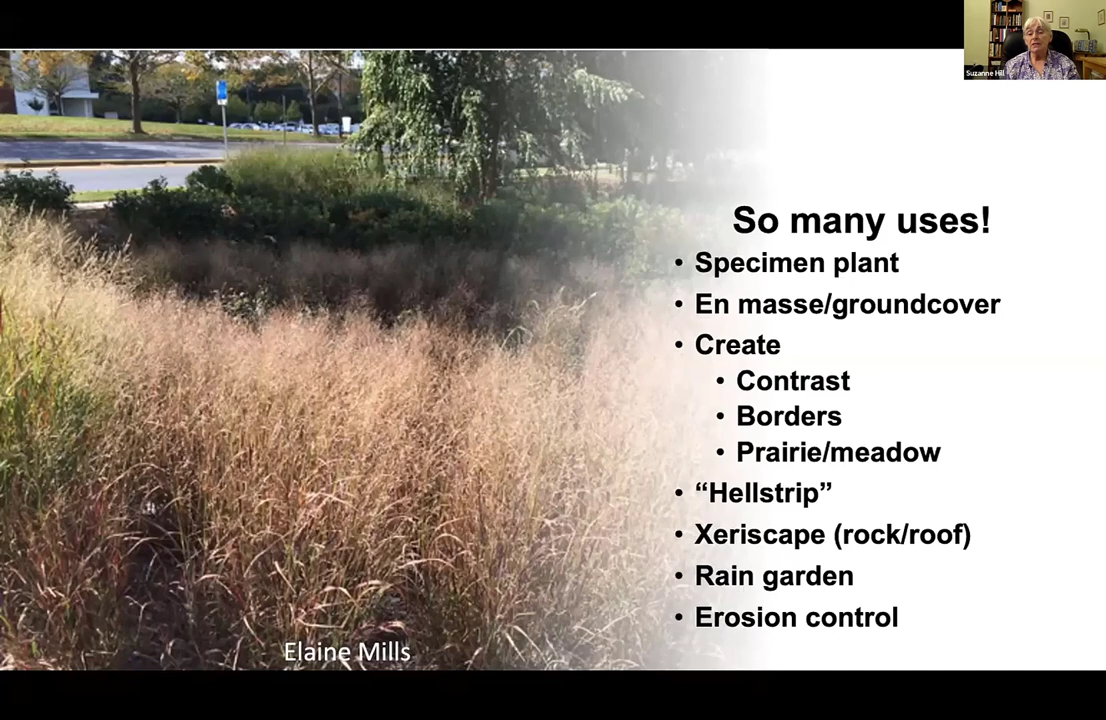 Suzanne Hill
So many uses!
• Specimen plant
• En masse/groundcover
• Create
• Contrast
• Borders
• Prairie/meadow
• “Hellstrip”
• Xeriscape (rock/roof)
• Rain garden
• Erosion control
Elaine Mills